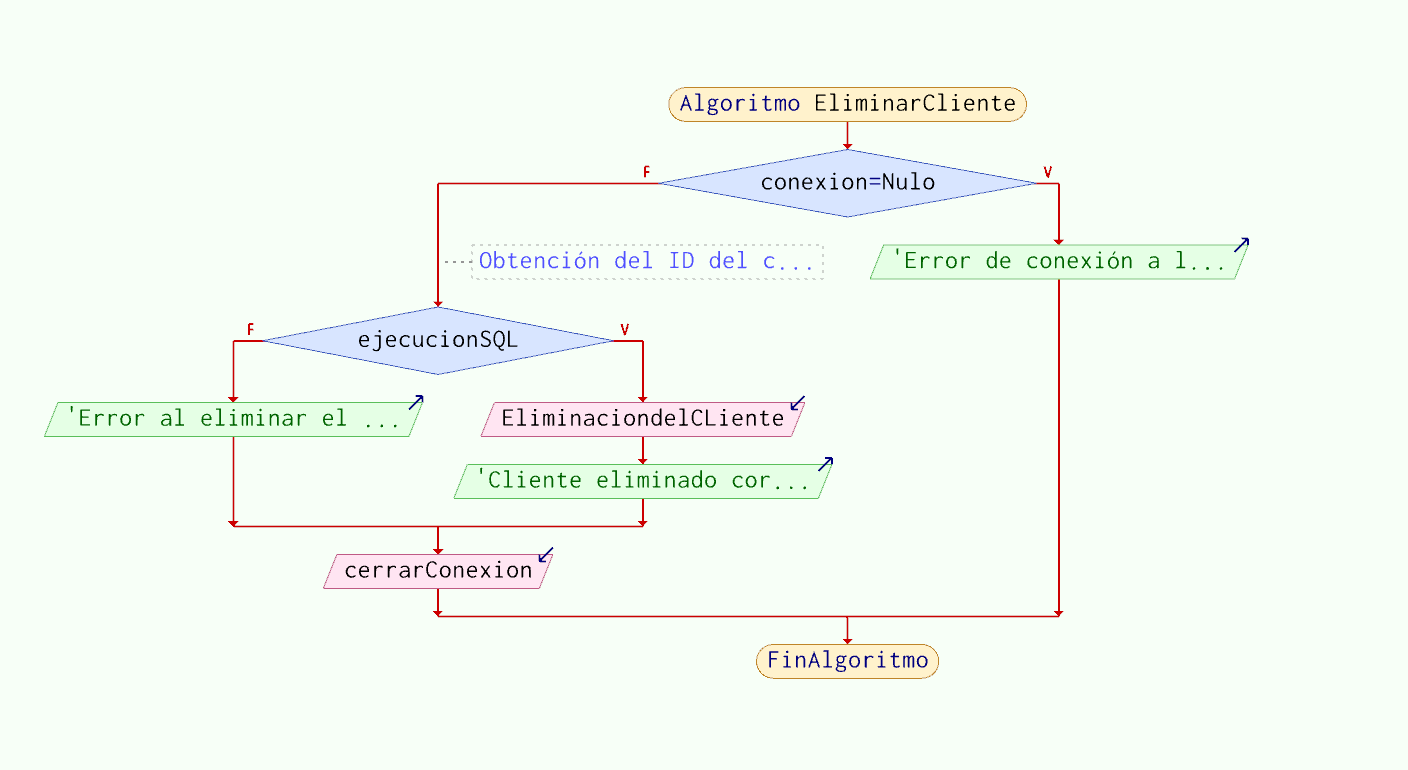 Algoritmo EliminarCliente
F
V
conexion=Nulo
Obtención del ID del c...
'Error de conexión a l...
F
V
ejecucionSQL
'Error al eliminar el ...
EliminaciondelCLiente
'Cliente eliminado cor...
cerrarConexion
FinAlgoritmo